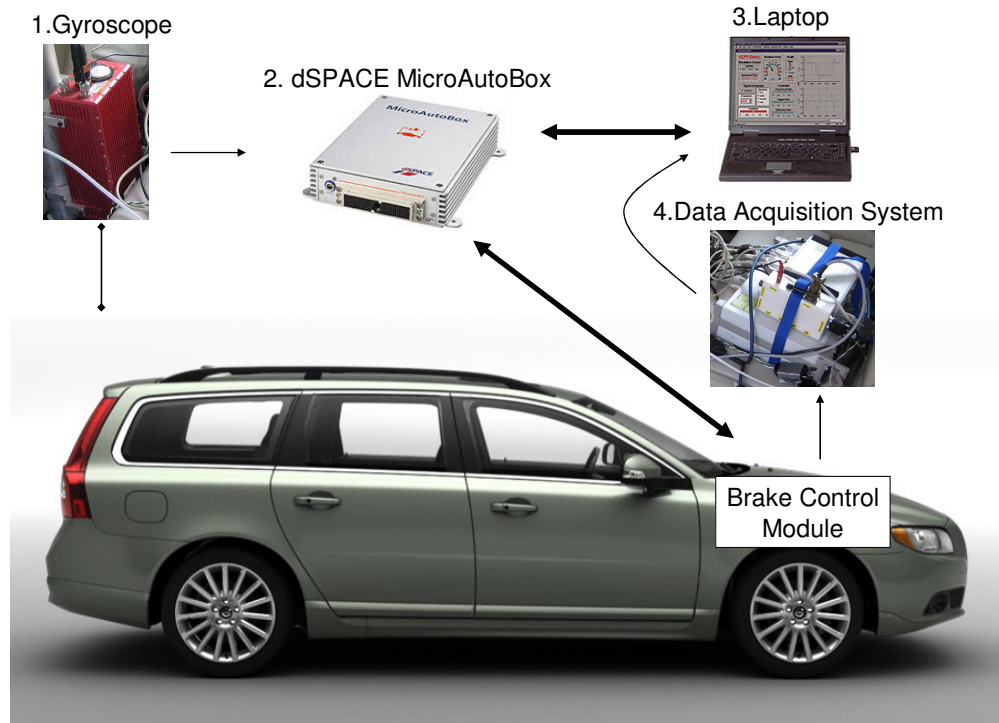 1.Gyroscope
2. dSPACE MicroAutoBox
3.Laptop
MicroAutoBox
dSPACE
4.Data Acquisition System
Brake Control
Module